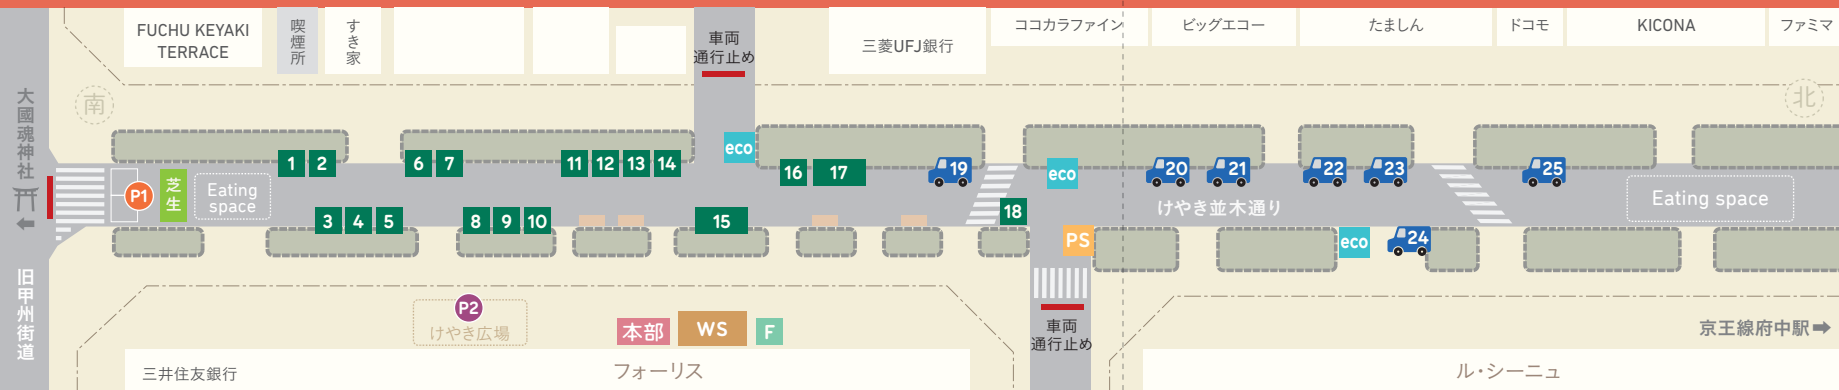 FUCHU KEYAKI
TERRACE
喫煙所
すき家
車両
通行止め
三菱UFJ銀行
ココカラファイン
ビッグエコー
たましん
ドコモ
KICONA
ファミマ
大國魂神社
南
北
eco
1
2
6
7
11
12
13
14
16
17
19
eco
20
21
22
23
25
P1
芝生
Eating
space
Eating space
けやき並木通り
3
4
5
8
9
10
15
18
PS
eco
24
旧甲州街道
P2
けやき広場
本部
WS
F
車両
通行止め
京王線府中駅
三井住友銀行
フォーリス
ル・シーニュ